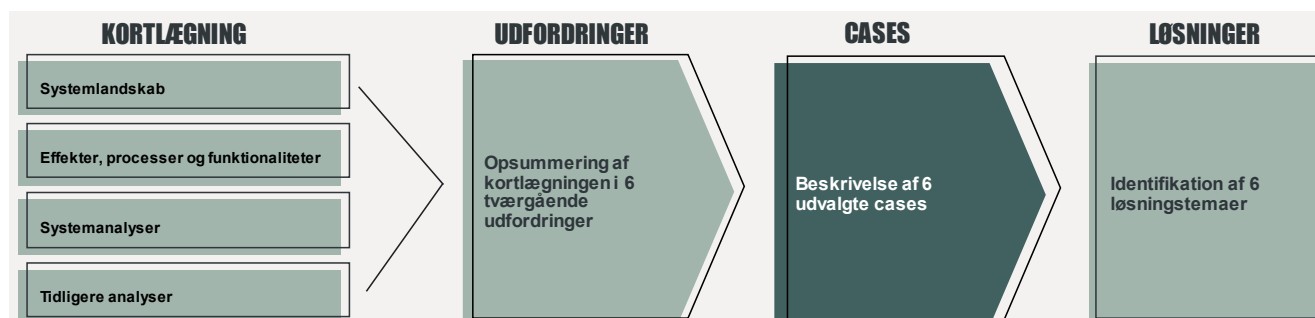 KORTLÆGNING
Systemlandskab
Effekter, processer og funktionaliteter
Systemanalyser
Tidligere analyser
UDFORDRINGER
Opsummering af
kortlægningen i 6
tværgående
udfordringer
CASES
Beskrivelse af 6
udvalgte cases
LØSNINGER
Identifikation af 6
løsningstemaer